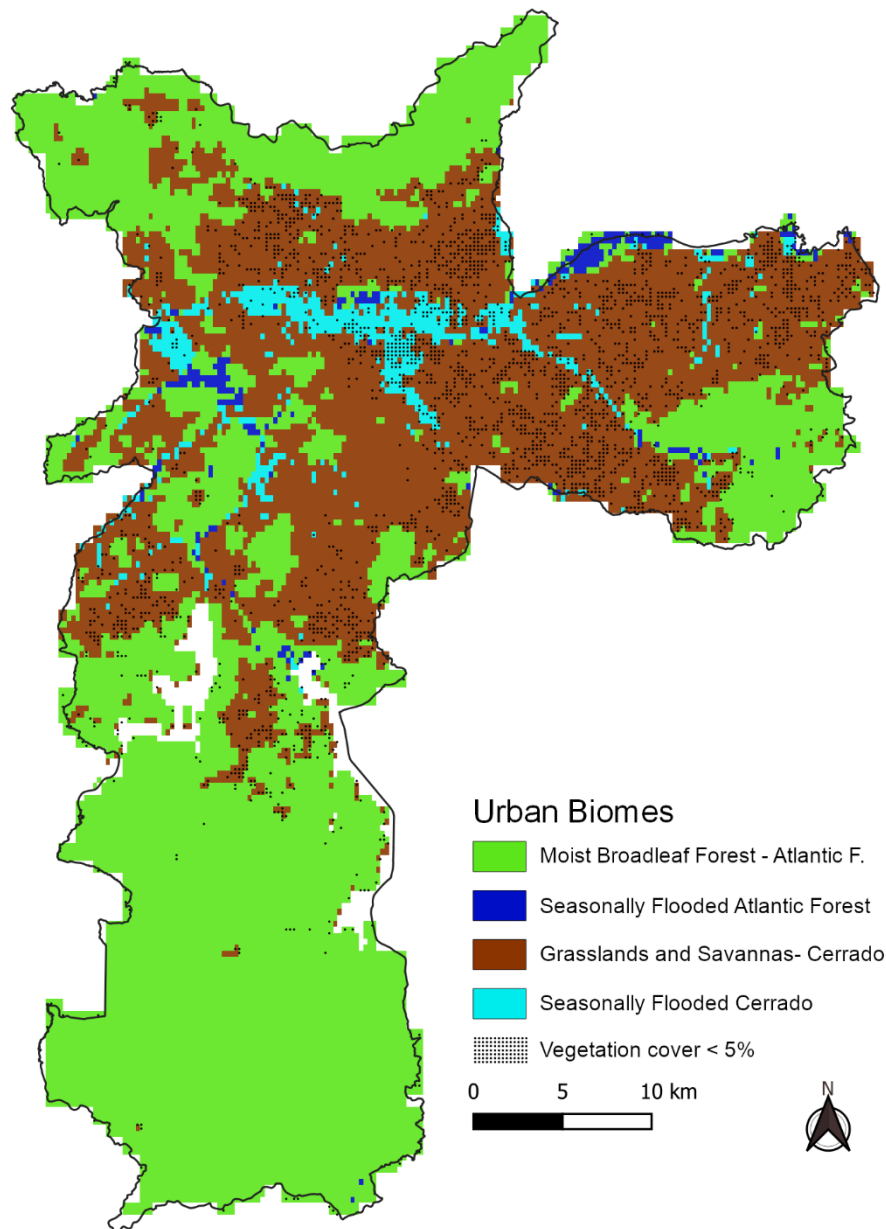 Urban Biomes
Moist Broadleaf Forest - Atlantic F.
Seasonally Flooded Atlantic Forest
Grasslands and Savannas- Cerrado
Seasonally Flooded Cerrado
Vegetation cover < 5%
0 5 10 km
N